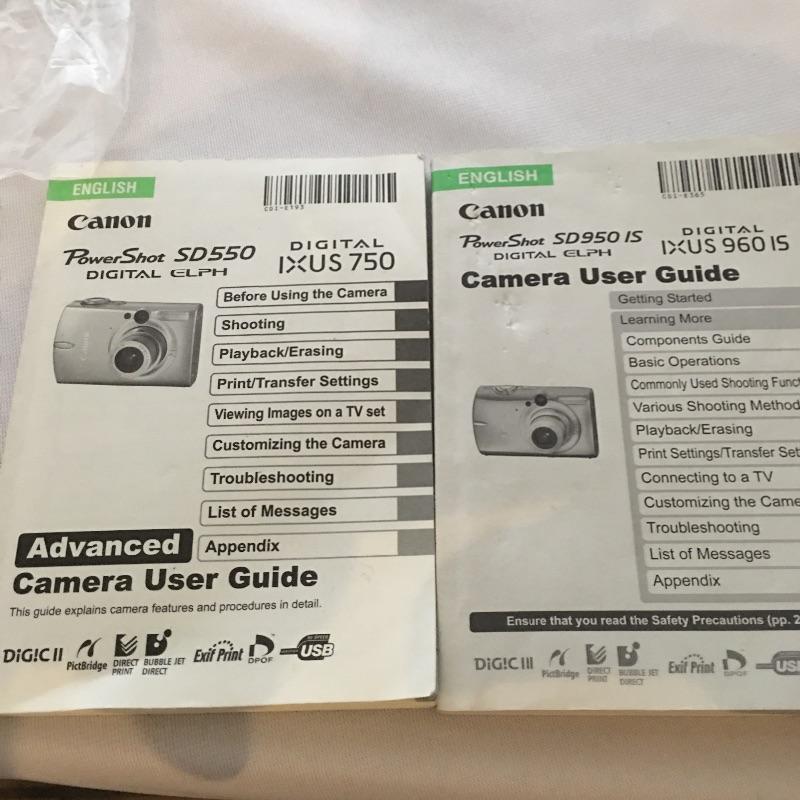 ENGLISH
CDI-E193
Canon
PowerShot SD550
DIGITAL ELPH
DIGITAL
IXUS 750
Before Using the Camera
Shooting
Playback/Erasing
Print/Transfer Settings
Viewing Images on a TV set
Customizing the Camera
Troubleshooting
List of Messages
Appendix
Advanced
Camera User Guide
This guide explains camera features and procedures in detail.
DiG!C II
PictBridge
DIRECT PRINT
BUBBLE JET DIRECT
Exif Print
DPOF
USB
ENGLISH
CDI-E365
Canon
PowerShot SD950 IS
DIGITAL ELPH
DIGITAL
IXUS 960 IS
Camera User Guide
Getting Started
Learning More
Components Guide
Basic Operations
Commonly Used Shooting Funct
Various Shooting Method
Playback/Erasing
Print Settings/Transfer Set
Connecting to a TV
Customizing the Came
Troubleshooting
List of Messages
Appendix
Ensure that you read the Safety Precautions (pp. 2
DiG!C III
PictBridge
DIRECT PRINT
BUBBLE JET DIRECT
Exif Print
DPOF
USB